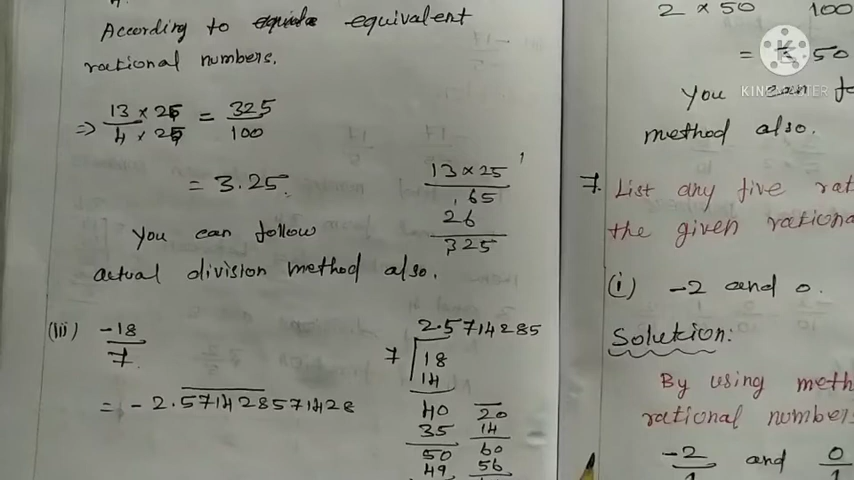 According to equivalent
rational numbers.
=> 13 × 25 / 4 × 25 = 325 / 100
= 3.25.
13 × 25
65
26
325
You can follow
actual division method also.
(iii) -18 / 7
= - 2.571428571428
2.5714285
7 18
14
40 20
35 14
50 60
49 56
2 × 50 100
50
KINEMASTER
You can
method also.
7. List any five
the given
(i) -2 and 0.
Solution:
By using
rational numbers
-2 / 1 and 0 / 1